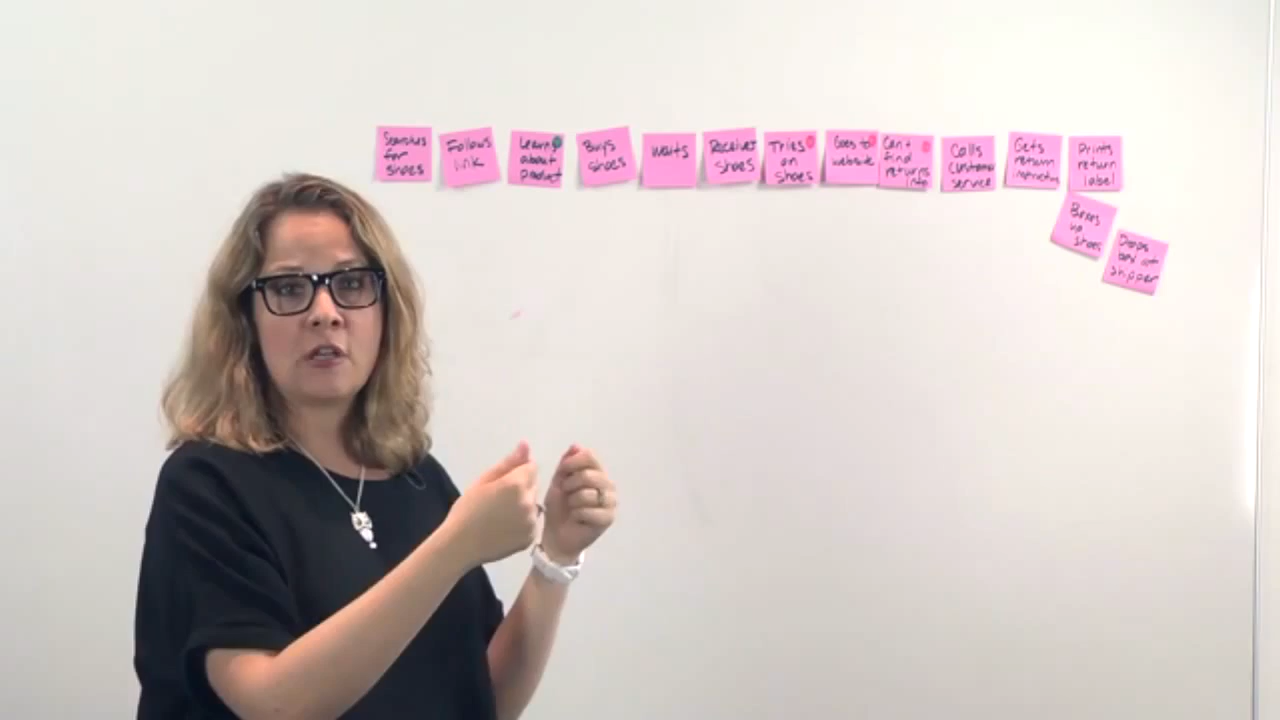 Searches
for
shoes
Follows
link
Learn
about
product
Buys
shoes
Waits
Receives
shoes
Tries
on
shoes
Goes to
website
Can't
find
returns
info
Calls
customer
service
Gets
return
instructions
Prints
return
label
Boxes
up
shoes
Drops
box at
shipper